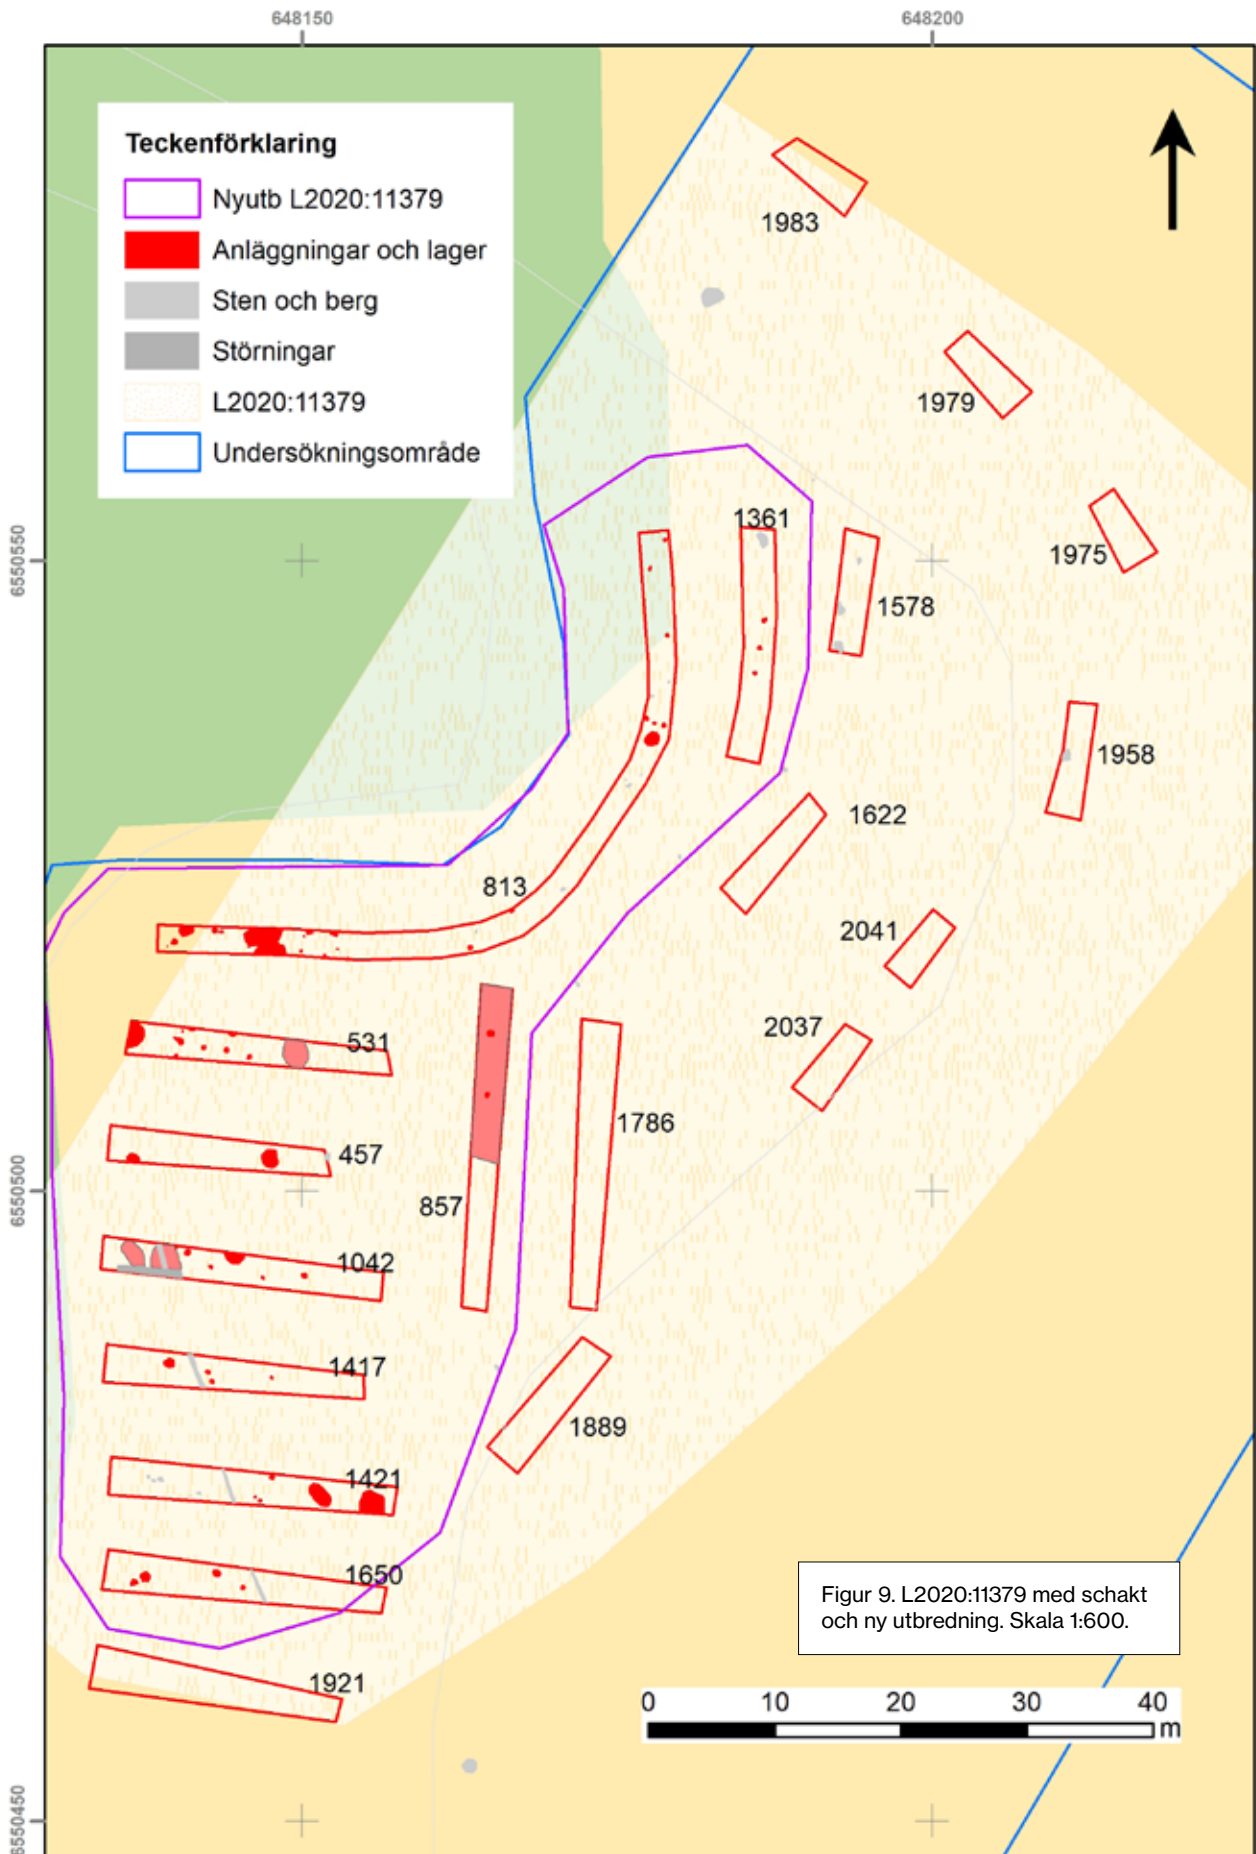 648150
648200
Teckenförklaring
Nyutb L2020:11379
Anläggningar och lager
Sten och berg
Störningar
L2020:11379
Undersökningsområde
1983
1979
1975
6550550
1361
1578
1958
1622
813
2041
2037
531
1786
457
6550500
857
1042
1417
1889
1421
1650
Figur 9. L2020:11379 med schakt
och ny utbredning. Skala 1:600.
1921
0 10 20 30 40
m
6550450